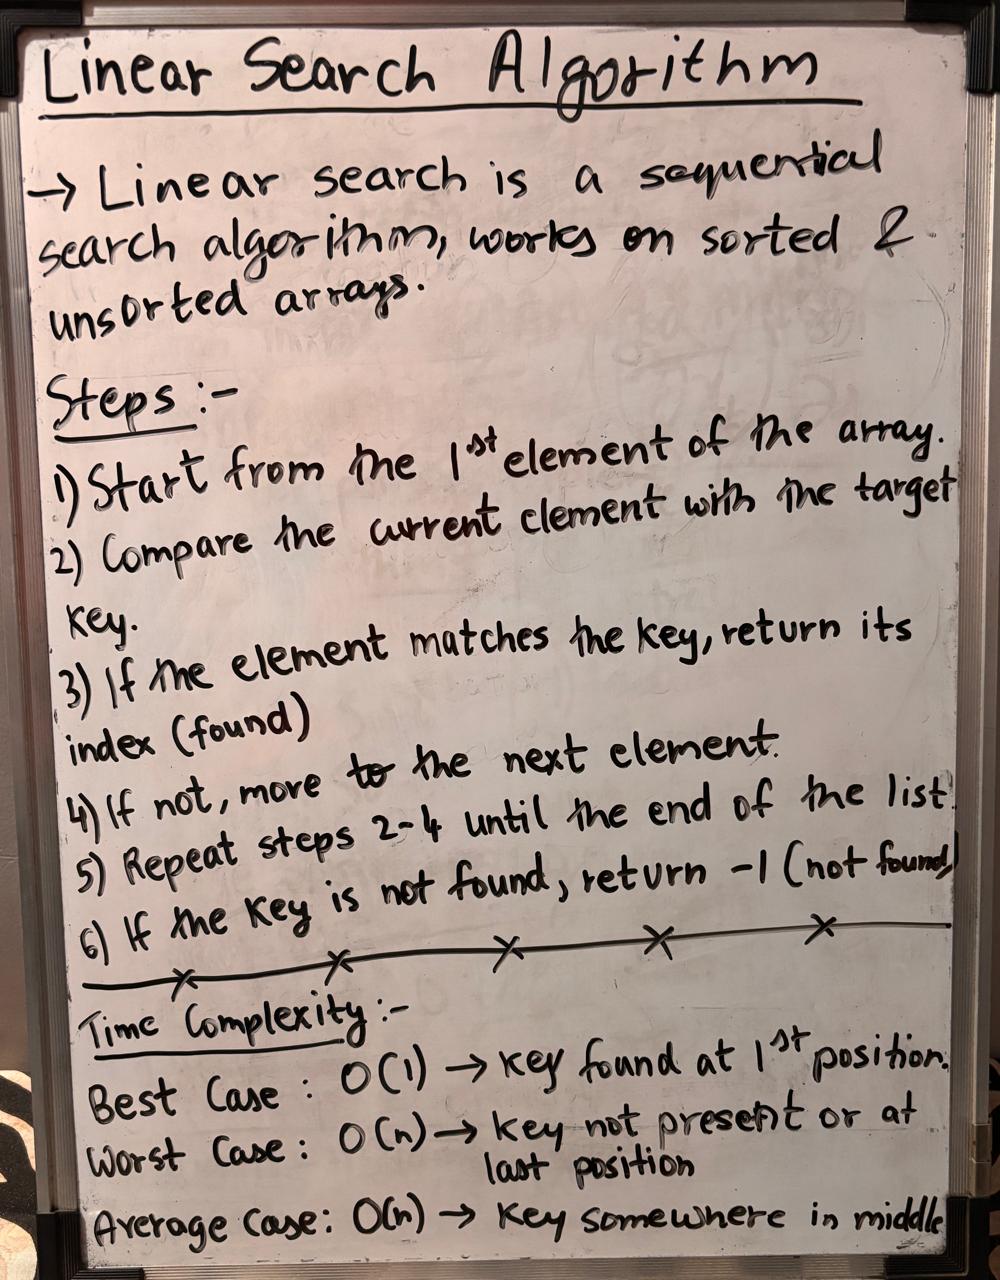 Linear Search Algorithm
→ Linear search is a sequential
search algorithm, works on sorted &
unsorted arrays.
Steps :-
1) Start from the 1st element of the array.
2) Compare the current element with the target
key.
3) If the element matches the key, return its
index (found)
4) If not, more to the next element.
5) Repeat steps 2-4 until the end of the list.
6) If the key is not found, return -1 (not found)
Time Complexity :-
Best Case : O(1) → key found at 1st position.
Worst Case : O(n) → key not present or at
last position
Average Case: O(n) → key somewhere in middle